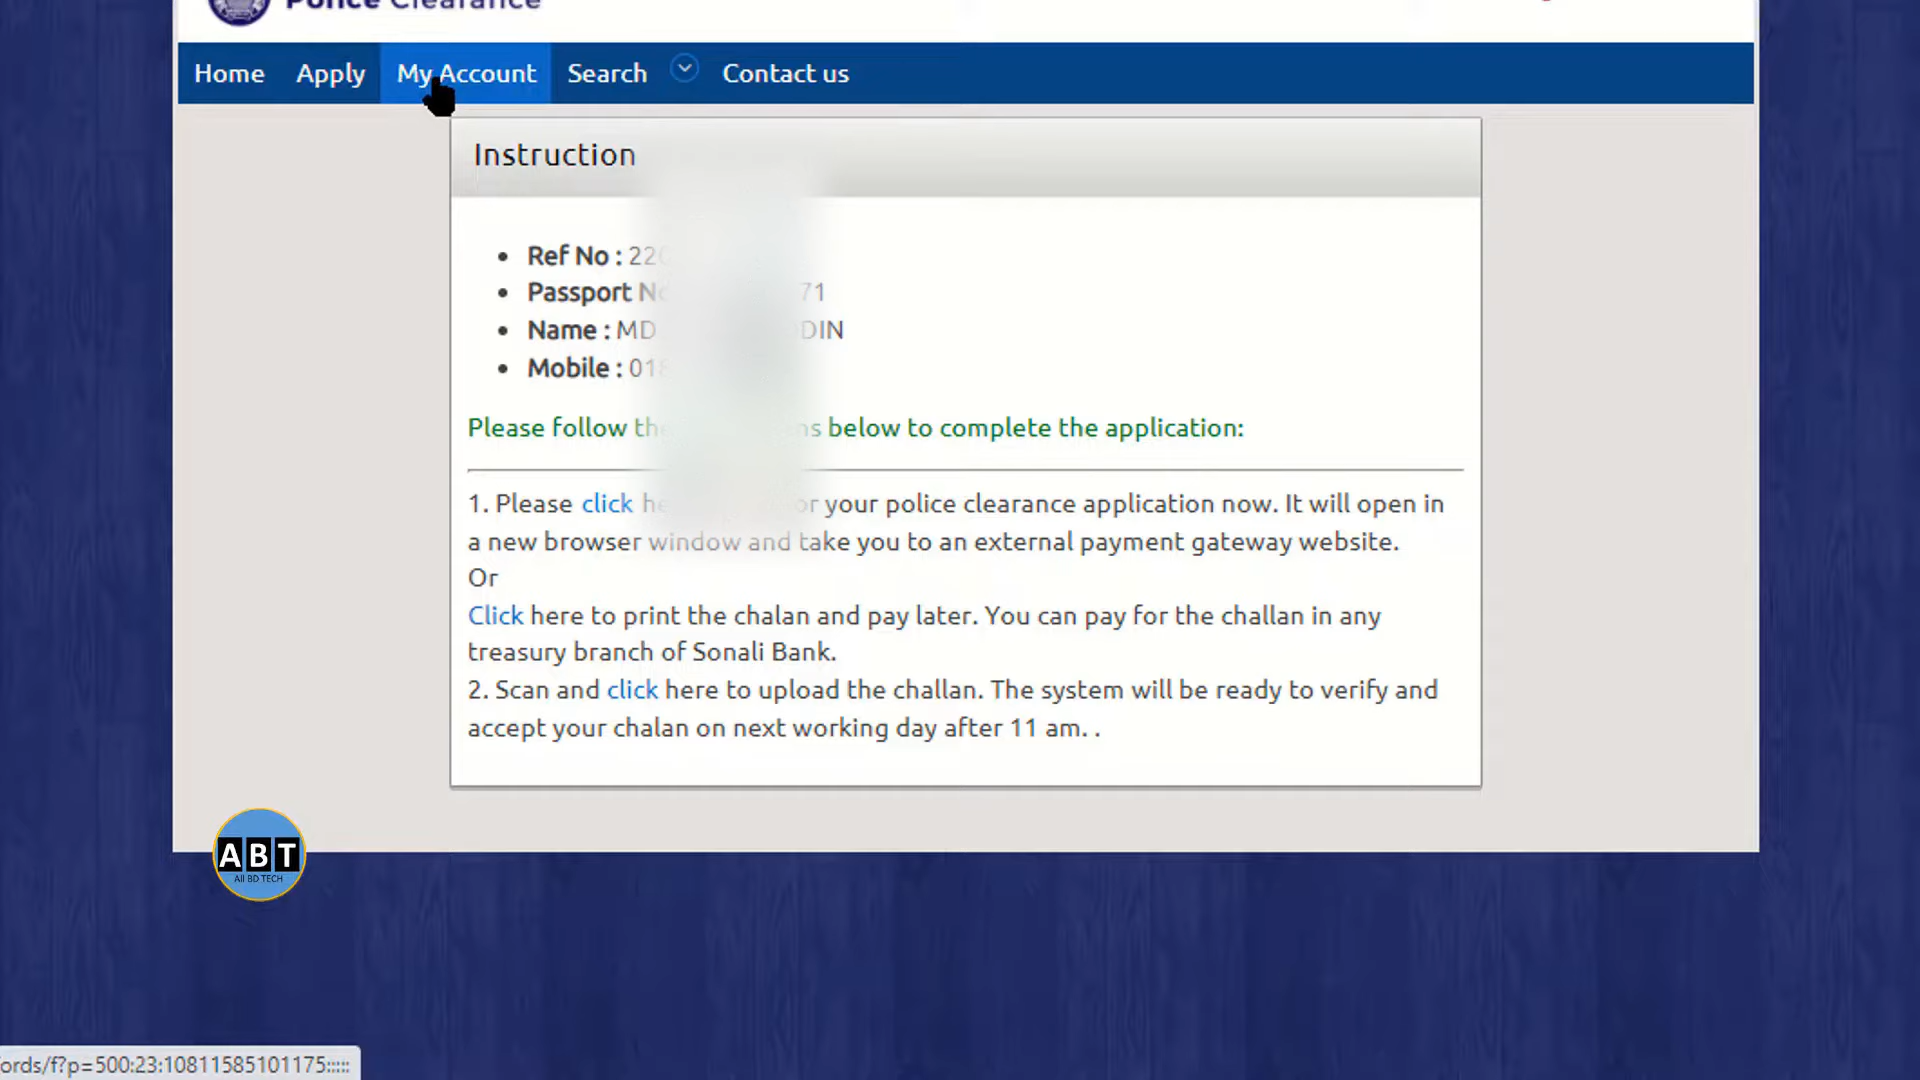 Police Clearance
Home Apply My Account Search Contact us
Instruction
Ref No : 220
Passport No 71
Name : MD DIN
Mobile : 018
Please follow the below to complete the application:
1. Please click your police clearance application now. It will open in
a new browser window and take you to an external payment gateway website.
Or
Click here to print the chalan and pay later. You can pay for the challan in any
treasury branch of Sonali Bank.
2. Scan and click here to upload the challan. The system will be ready to verify and
accept your chalan on next working day after 11 am. .
ABT
All BD TECH
ords/f?p=500:23:10811585101175:::::